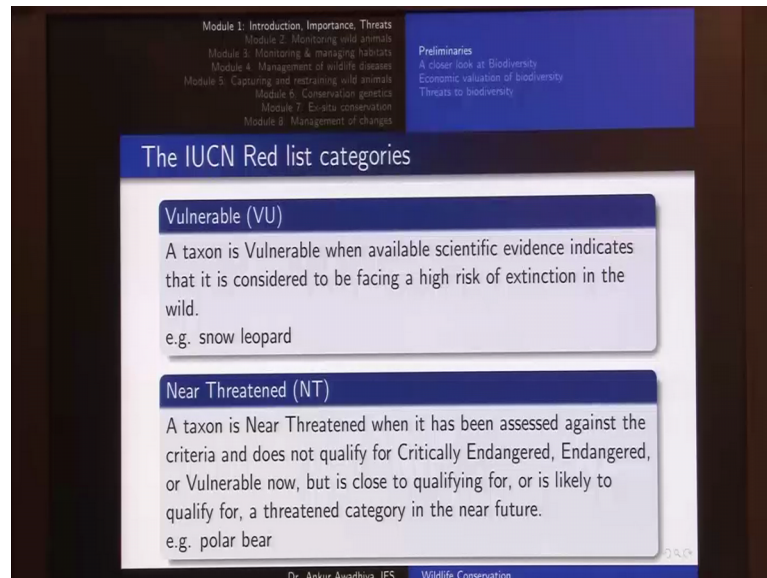 Module 1: Introduction, Importance, Threats
Module 2: Monitoring wild animals
Module 3: Monitoring & managing habitats
Module 4: Management of wildlife diseases
Module 5: Capturing and restraining wild animals
Module 6: Conservation genetics
Module 7: Ex-situ conservation
Module 8: Management of changes
Preliminaries
A closer look at Biodiversity
Economic valuation of biodiversity
Threats to biodiversity
The IUCN Red list categories
Vulnerable (VU)
A taxon is Vulnerable when available scientific evidence indicates
that it is considered to be facing a high risk of extinction in the
wild.
e.g. snow leopard
Near Threatened (NT)
A taxon is Near Threatened when it has been assessed against the
criteria and does not qualify for Critically Endangered, Endangered,
or Vulnerable now, but is close to qualifying for, or is likely to
qualify for, a threatened category in the near future.
e.g. polar bear
Dr. Ankur Awadhiya, IFS
Wildlife Conservation